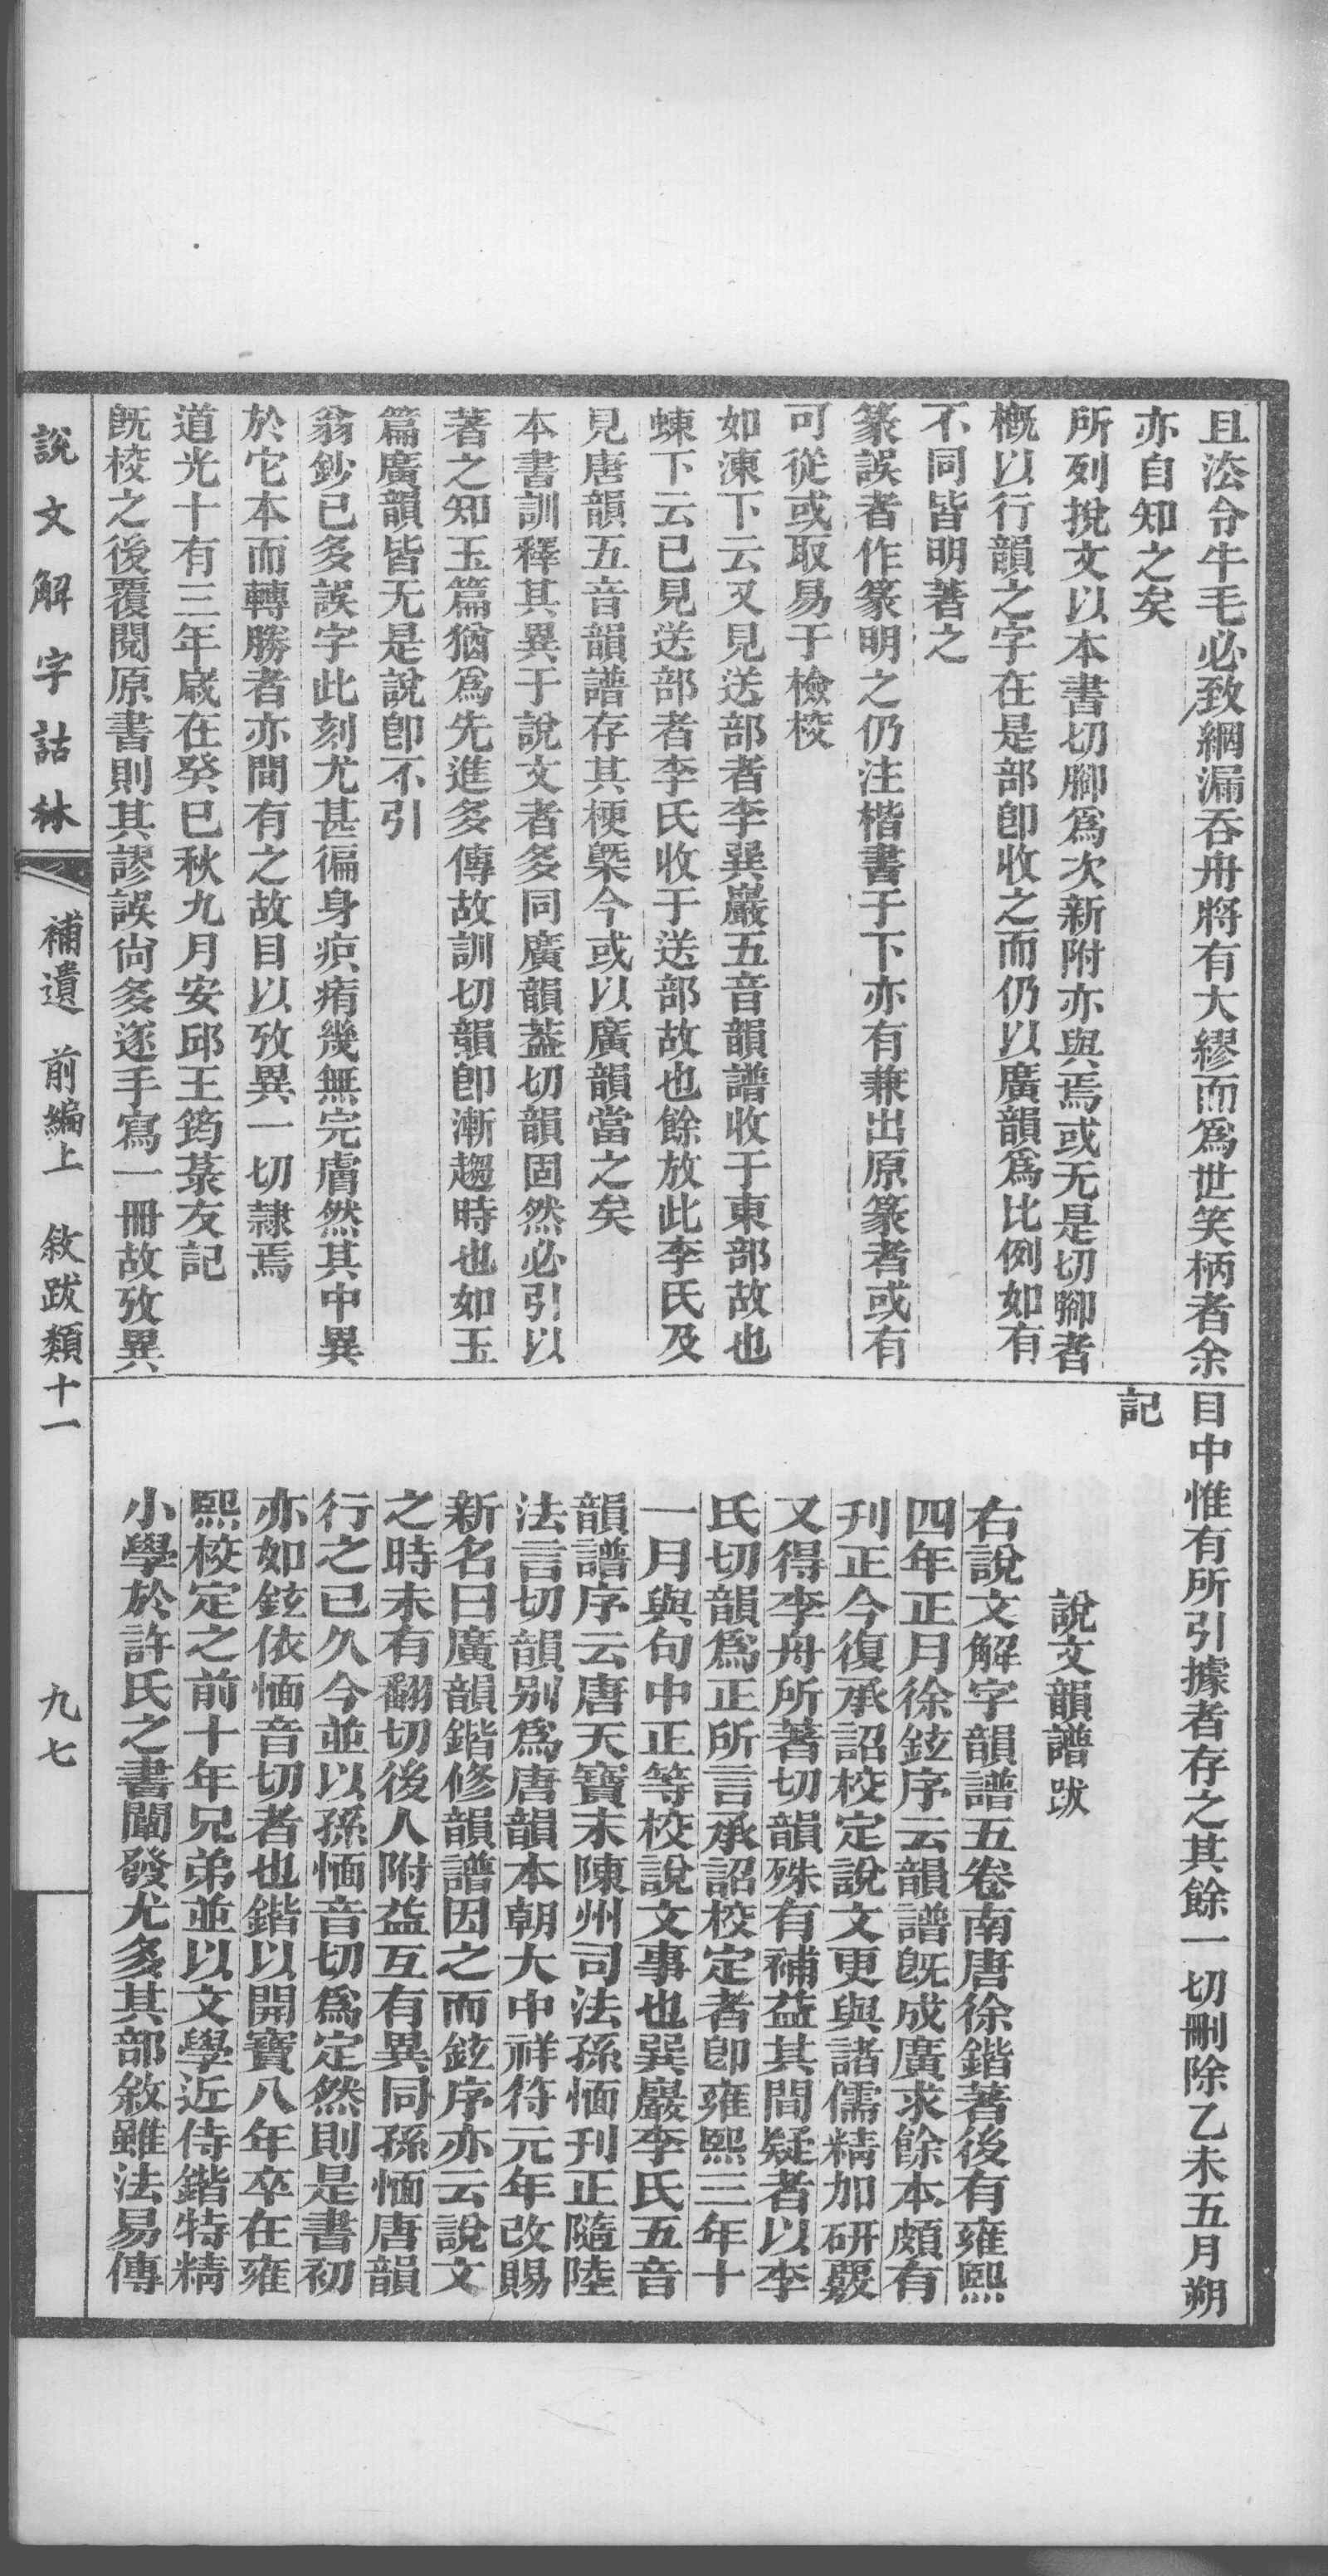 且法令牛毛必致網漏吞舟將有大繆而爲世笑柄者余
亦自知之矣
所列挩文以本書切腳爲次新附亦與焉或无是切腳者
槪以行韻之字在是部卽收之而仍以廣韻爲比例如有
不同皆明著之
篆誤者作篆明之仍注楷書于下亦有兼出原篆者或有
可從或取易于檢校
如涷下云又見送部者李巽巖五音韻譜收于東部故也
蝀下云已見送部者李氏收于送部故也餘放此李氏及
見唐韻五音韻譜存其梗槩今或以廣韻當之矣
本書訓釋其異于說文者多同廣韻葢切韻固然必引以
著之知玉篇猶爲先進多傳故訓切韻卽漸趨時也如玉
篇廣韻皆无是說卽不引
翁鈔已多誤字此刻尤甚徧身疻痏幾無完膚然其中異
於它本而轉勝者亦間有之故目以攷異一切隷焉
道光十有三年歲在癸巳秋九月安邱王筠菉友記
旣校之後覆閱原書則其謬誤尙多逐手寫一冊故攷異
目中惟有所引據者存之其餘一切刪除乙未五月朔
記
說文韻譜跋
右說文解字韻譜五卷南唐徐鍇著後有雍熙
四年正月徐鉉序云韻譜旣成廣求餘本頗有
刋正今復承詔校定說文更與諸儒精加研覈
又得李舟所著切韻殊有補益其間疑者以李
氏切韻爲正所言承詔校定者卽雍熙三年十
一月與句中正等校說文事也巽巖李氏五音
韻譜序云唐天寶末陳州司法孫愐刊正隨陸
法言切韻別爲唐韻本朝大中祥符元年改賜
新名曰廣韻鍇修韻譜因之而鉉序亦云說文
之時未有翻切後人附益互有異同孫愐唐韻
行之已久今並以孫愐音切爲定然則是書初
亦如鉉依愐音切者也鍇以開寶八年卒在雍
熙校定之前十年兄弟並以文學近侍鍇特精
小學於許氏之書闡發尤多其部敘雖法易傳
說文解字詁林
補遺 前編上 敘跋類十一
九七